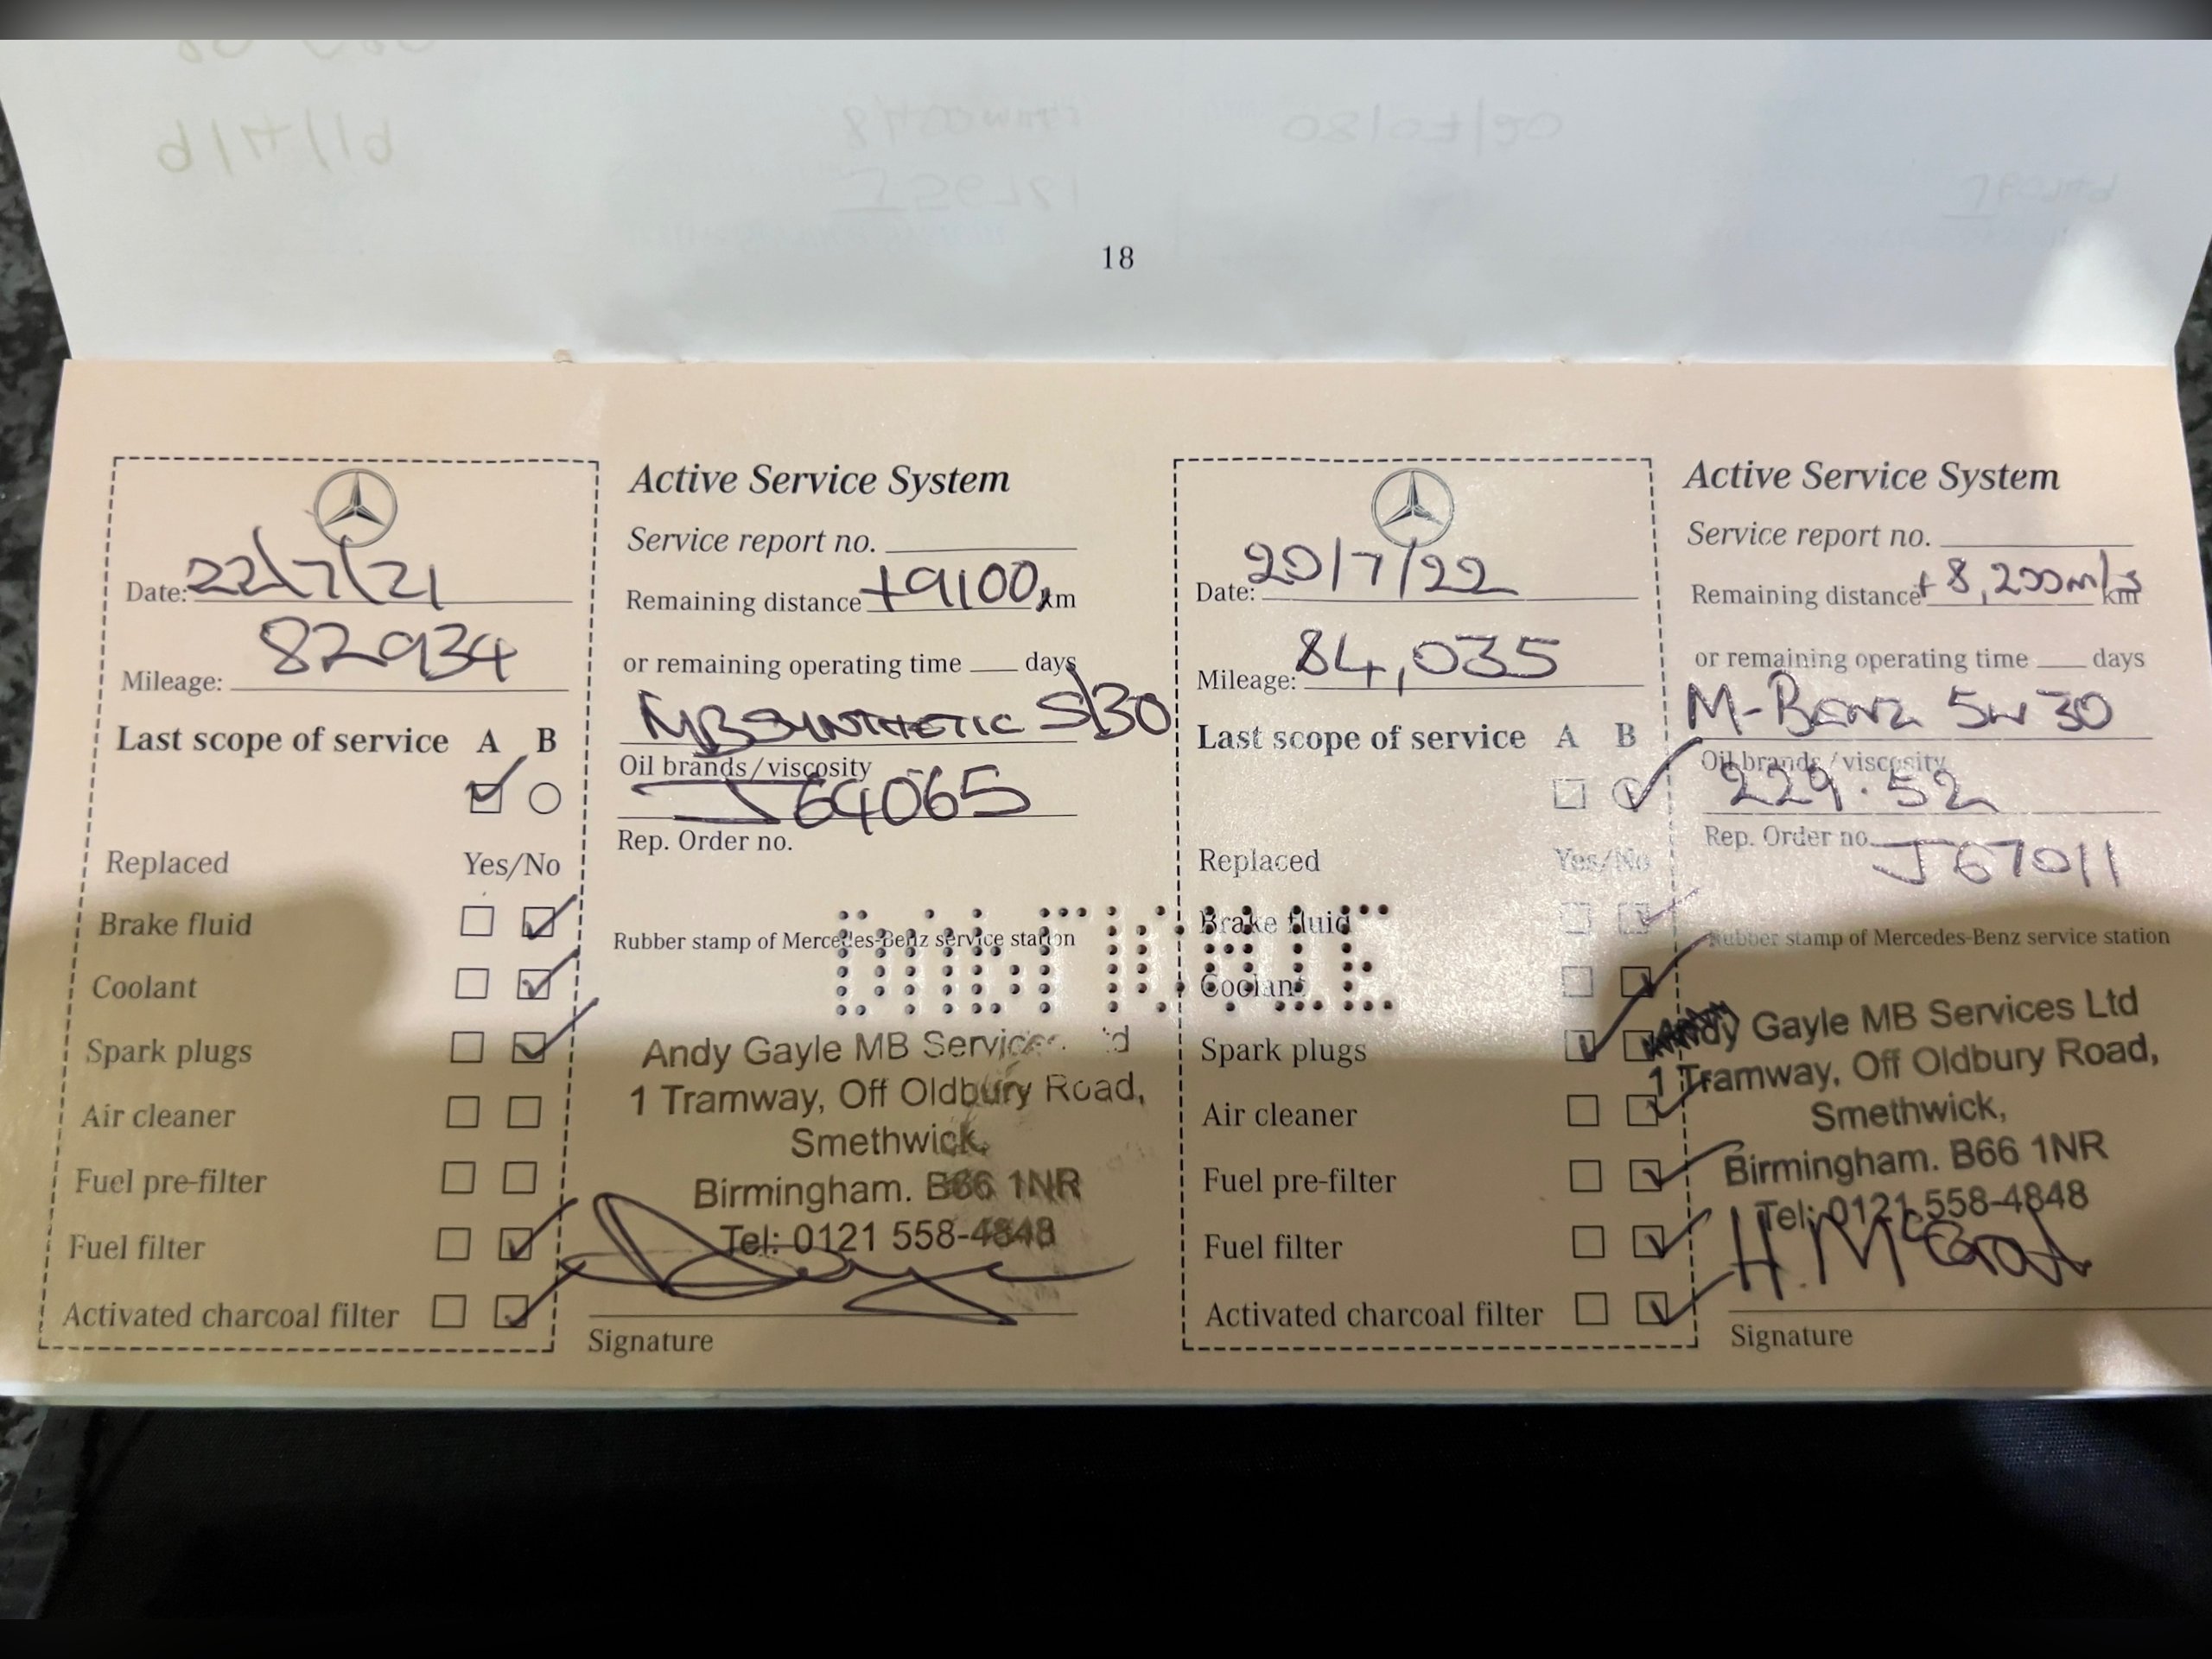 18
Date: 22/7/21
Mileage: 82934
Last scope of service A B
Replaced Yes/No
Brake fluid
Coolant
Spark plugs
Air cleaner
Fuel pre-filter
Fuel filter
Activated charcoal filter
Active Service System
Service report no.
Remaining distance +9100 km
or remaining operating time days
MB SYNTHETIC 5/30
Oil brands/viscosity
J64065
Rep. Order no.
Rubber stamp of Mercedes-Benz service station
Andy Gayle MB Services
1 Tramway, Off Oldbury Road,
Smethwick,
Birmingham. B66 1NR
Tel: 0121 558-4848
Signature
Date: 20/7/22
Mileage: 84,035
Last scope of service A B
Replaced Yes/No
Brake fluid
Coolant
Spark plugs
Air cleaner
Fuel pre-filter
Fuel filter
Activated charcoal filter
Active Service System
Service report no.
Remaining distance + 8,200 mls km
or remaining operating time days
M-Benz 5w30
Oil brands/viscosity
229.52
Rep. Order no. J67011
Rubber stamp of Mercedes-Benz service station
Andy Gayle MB Services Ltd
1 Tramway, Off Oldbury Road,
Smethwick,
Birmingham. B66 1NR
Tel: 0121 558-4848
Signature